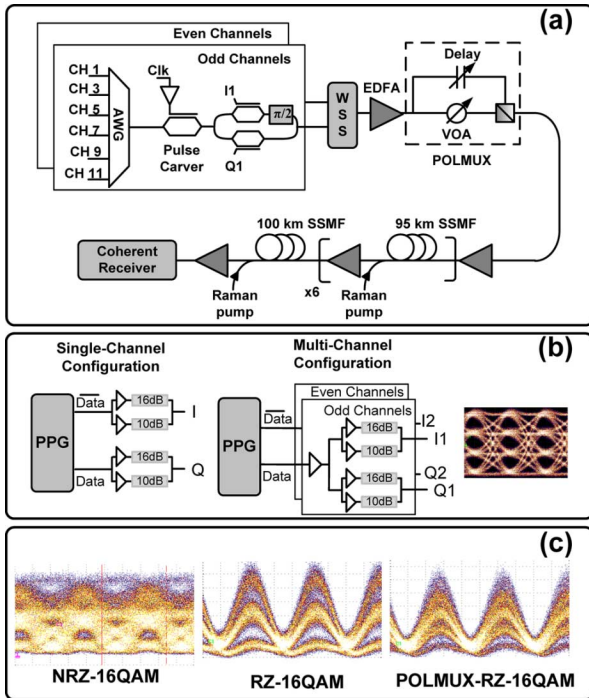 (a)
Even Channels
Odd Channels
CH 1
CH 3
CH 5
CH 7
CH 9
CH 11
AWG
Clk
Pulse
Carver
I1
π/2
Q1
WSS
EDFA
Delay
VOA
POLMUX
100 km SSMF
95 km SSMF
Coherent
Receiver
Raman
pump
x6
Raman
pump
(b)
Single-Channel
Configuration
Multi-Channel
Configuration
PPG
Data
Data
16dB
10dB
16dB
10dB
I
Q
PPG
Data
Data
Even Channels
Odd Channels
16dB
10dB
16dB
10dB
I2
I1
Q2
Q1
(c)
NRZ-16QAM
RZ-16QAM
POLMUX-RZ-16QAM